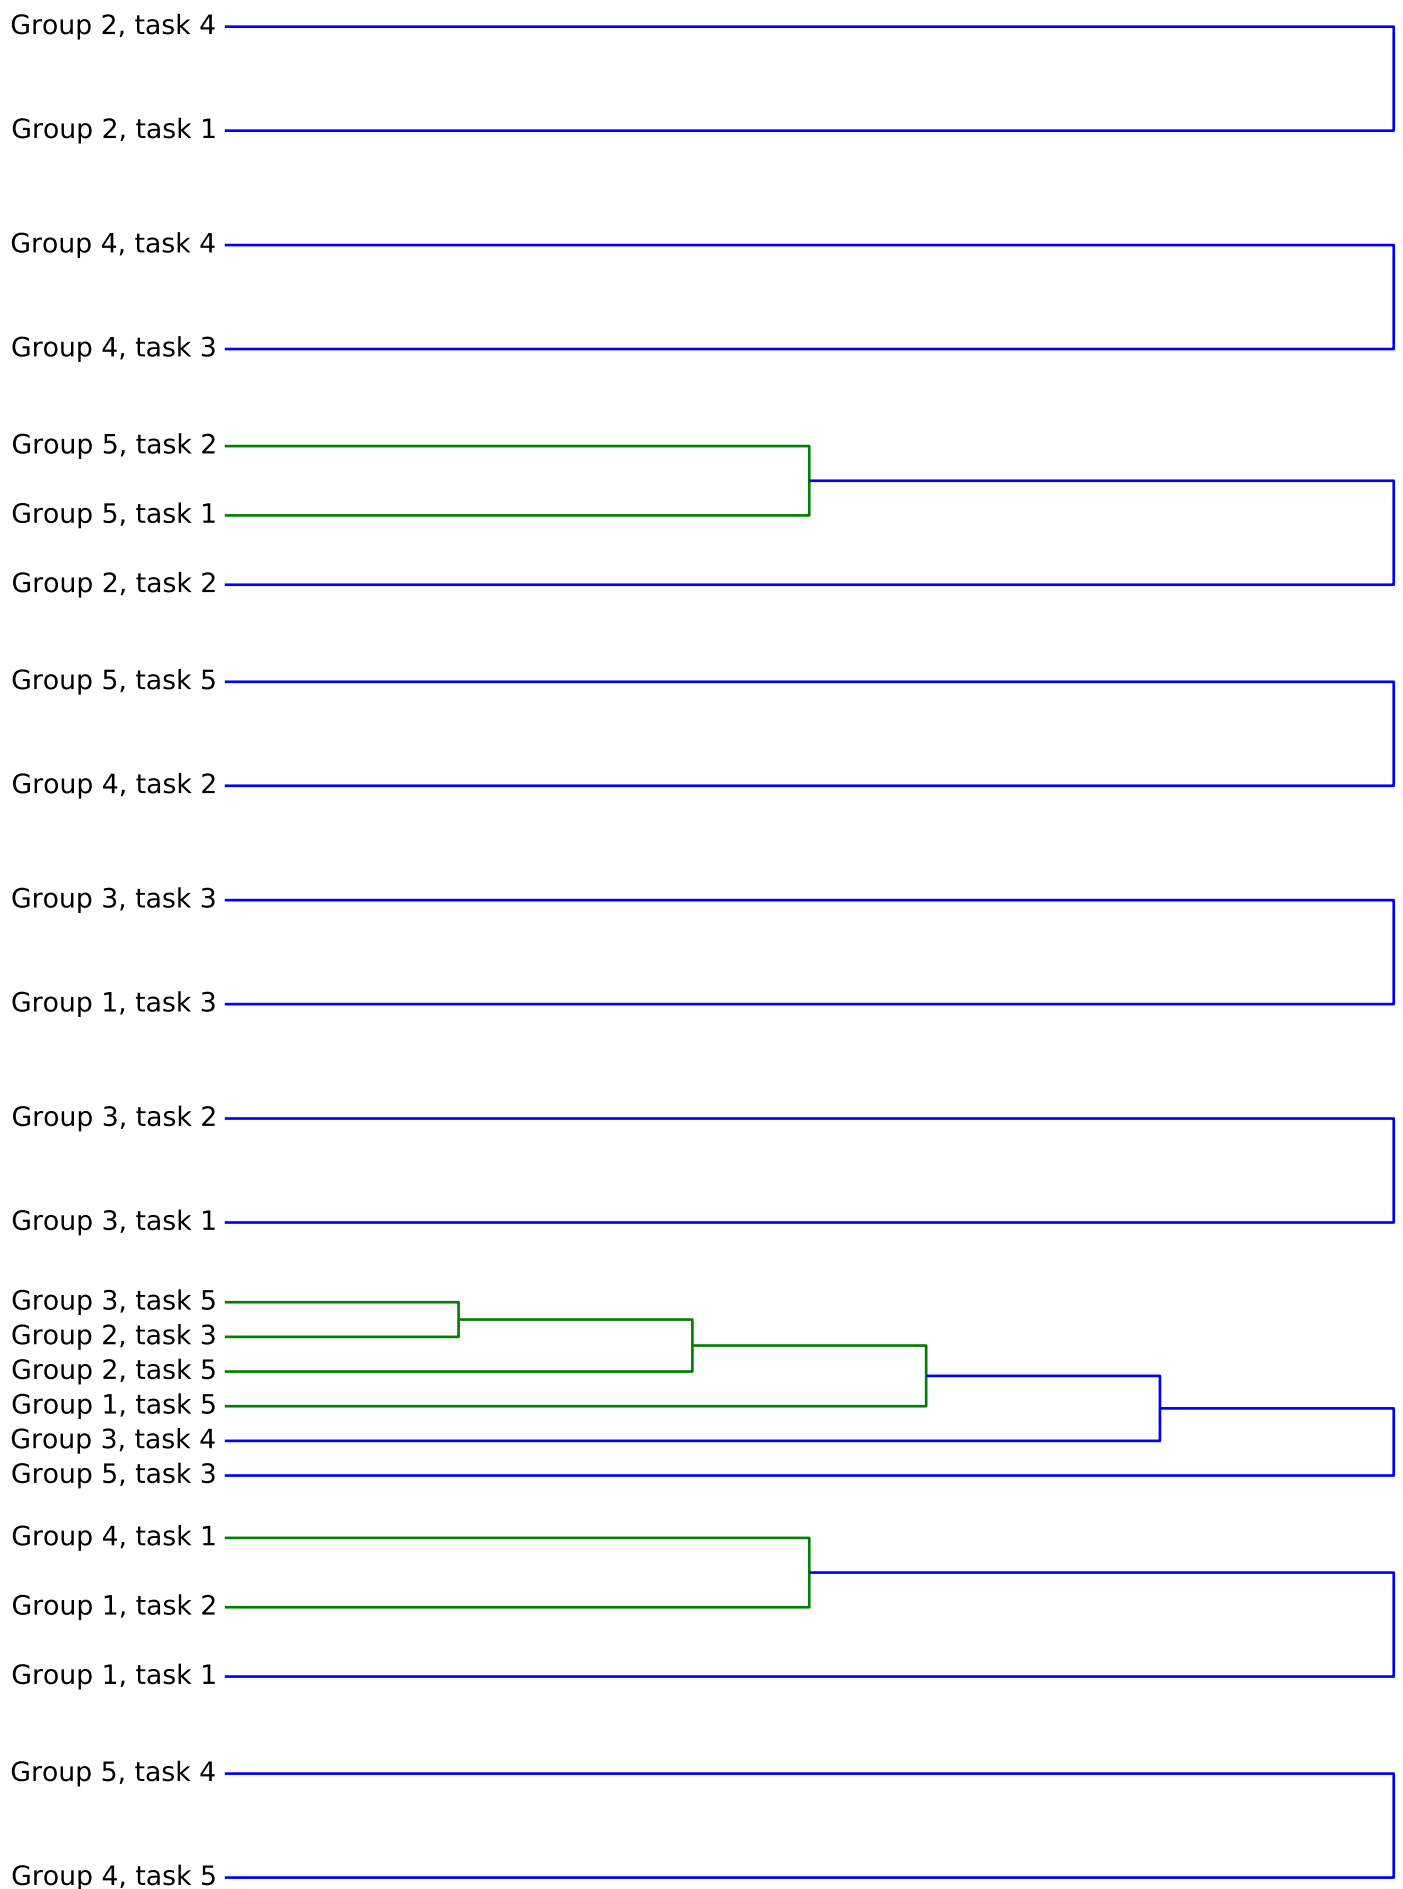 Group 2, task 4
Group 2, task 1
Group 4, task 4
Group 4, task 3
Group 5, task 2
Group 5, task 1
Group 2, task 2
Group 5, task 5
Group 4, task 2
Group 3, task 3
Group 1, task 3
Group 3, task 2
Group 3, task 1
Group 3, task 5
Group 2, task 3
Group 2, task 5
Group 1, task 5
Group 3, task 4
Group 5, task 3
Group 4, task 1
Group 1, task 2
Group 1, task 1
Group 5, task 4
Group 4, task 5